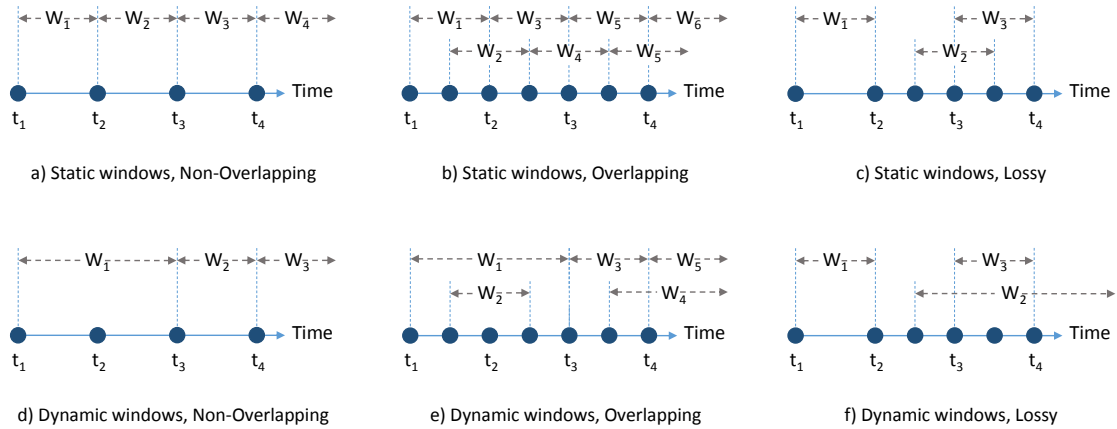 W1 W2 W3 W4
Time
t1 t2 t3 t4
a) Static windows, Non-Overlapping
W1 W3 W5 W6
W2 W4 W5
Time
t1 t2 t3 t4
b) Static windows, Overlapping
W1 W3
W2
Time
t1 t2 t3 t4
c) Static windows, Lossy
W1 W2 W3
Time
t1 t2 t3 t4
d) Dynamic windows, Non-Overlapping
W1 W3 W5
W2 W4
Time
t1 t2 t3 t4
e) Dynamic windows, Overlapping
W1 W3
W2
Time
t1 t2 t3 t4
f) Dynamic windows, Lossy